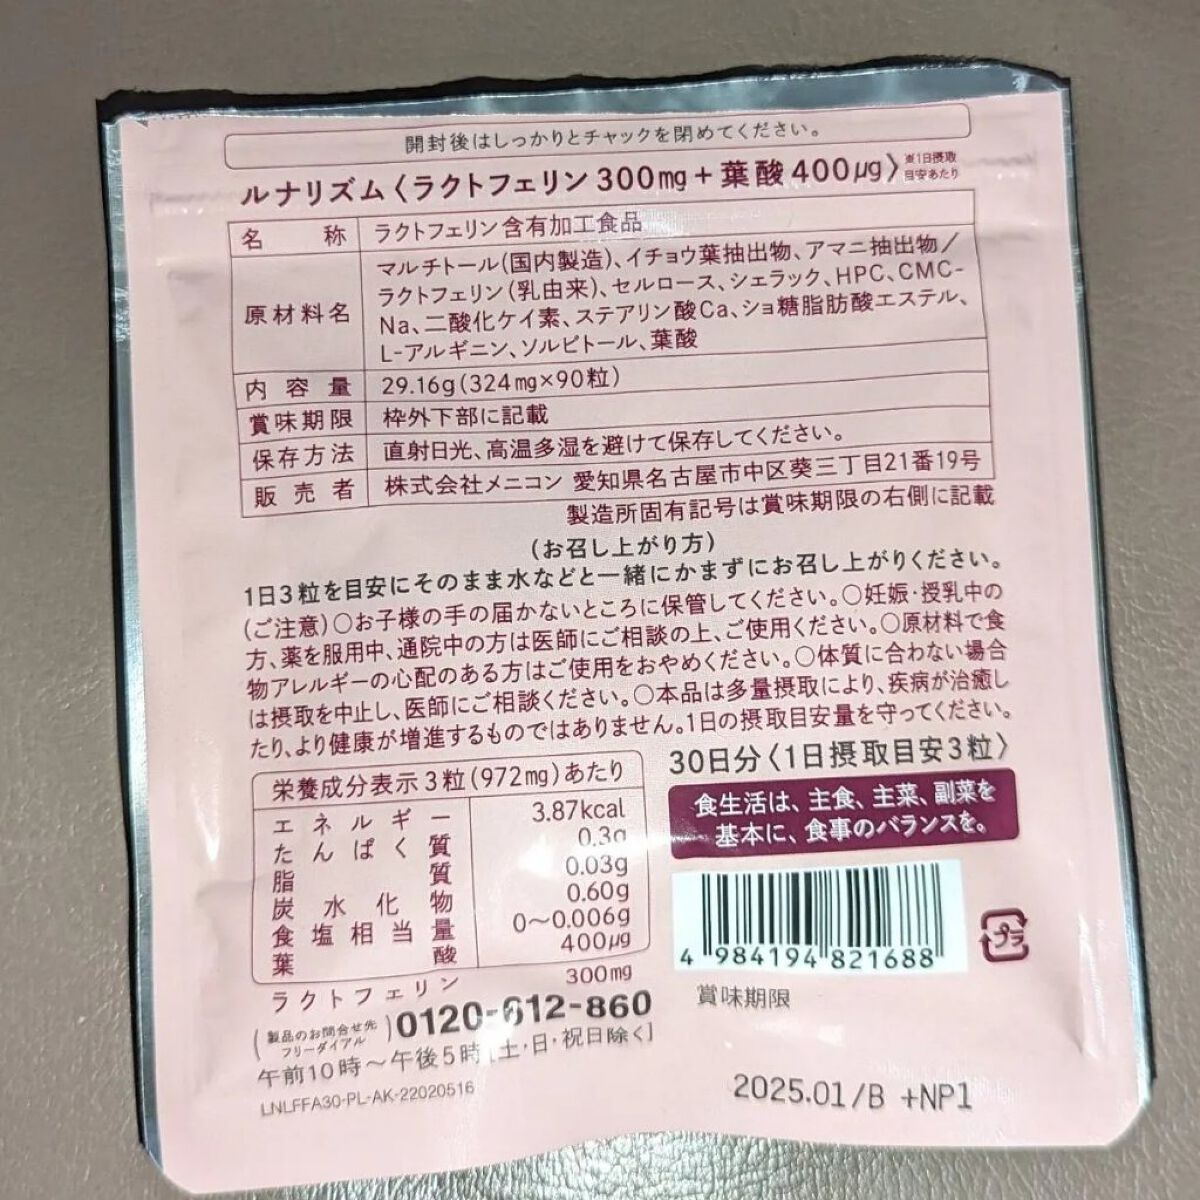 開封後はしっかりとチャックを閉めてください。
ルナリズム〈ラクトフェリン300mg+葉酸400μg〉※1日摂取目安あたり
名称 ラクトフェリン含有加工食品
原材料名 マルチトール(国内製造)、イチョウ葉抽出物、アマニ抽出物/
ラクトフェリン(乳由来)、セルロース、シェラック、HPC、CMC-
Na、二酸化ケイ素、ステアリン酸Ca、ショ糖脂肪酸エステル、
L-アルギニン、ソルビトール、葉酸
内容量 29.16g(324mg×90粒)
賞味期限 枠外下部に記載
保存方法 直射日光、高温多湿を避けて保存してください。
販売者 株式会社メニコン 愛知県名古屋市中区葵三丁目21番19号
製造所固有記号は賞味期限の右側に記載
(お召し上がり方)
1日3粒を目安にそのまま水などと一緒にかまずにお召し上がりください。
(ご注意)○お子様の手の届かないところに保管してください。○妊娠・授乳中の
方、薬を服用中、通院中の方は医師にご相談の上、ご使用ください。○原材料で食
物アレルギーの心配のある方はご使用をおやめください。○体質に合わない場合
は摂取を中止し、医師にご相談ください。○本品は多量摂取により、疾病が治癒し
たり、より健康が増進するものではありません。1日の摂取目安量を守ってください。
30日分〈1日摂取目安3粒〉
食生活は、主食、主菜、副菜を
基本に、食事のバランスを。
栄養成分表示3粒(972mg)あたり
エネルギー 3.87kcal
たんぱく質 0.3g
脂質 0.03g
炭水化物 0.60g
食塩相当量 0～0.006g
葉酸 400μg
ラクトフェリン 300mg
(製品のお問合せ先
フリーダイアル) 0120-612-860
午前10時～午後5時[土・日・祝日除く]
LNLFFA30-PL-AK-22020516
4 984194 821688
プラ
賞味期限
2025.01/B +NP1